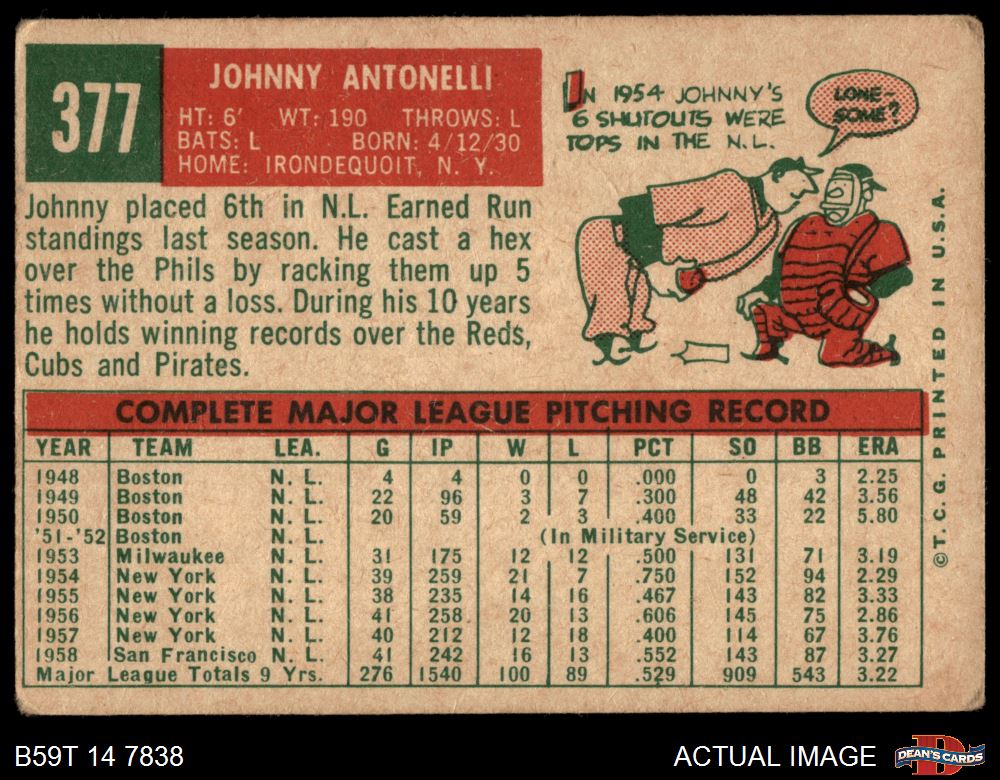 377
JOHNNY ANTONELLI
HT: 6' WT: 190 THROWS: L
BATS: L BORN: 4/12/30
HOME: IRONDEQUOIT, N. Y.
IN 1954 JOHNNY'S
6 SHUTOUTS WERE
TOPS IN THE N.L.
LONE-
SOME?
Johnny placed 6th in N.L. Earned Run
standings last season. He cast a hex
over the Phils by racking them up 5
times without a loss. During his 10 years
he holds winning records over the Reds,
Cubs and Pirates.
© T. C. G. PRINTED IN U.S.A.
COMPLETE MAJOR LEAGUE PITCHING RECORD
YEAR TEAM LEA. G IP W L PCT SO BB ERA
1948 Boston N. L. 4 4 0 0 .000 0 3 2.25
1949 Boston N. L. 22 96 3 7 .300 48 42 3.56
1950 Boston N. L. 20 59 2 3 .400 33 22 5.80
'51-'52 Boston N. L. (In Military Service)
1953 Milwaukee N. L. 31 175 12 12 .500 131 71 3.19
1954 New York N. L. 39 259 21 7 .750 152 94 2.29
1955 New York N. L. 38 235 14 16 .467 143 82 3.33
1956 New York N. L. 41 258 20 13 .606 145 75 2.86
1957 New York N. L. 40 212 12 18 .400 114 67 3.76
1958 San Francisco N. L. 41 242 16 13 .552 143 87 3.27
Major League Totals 9 Yrs. 276 1540 100 89 .529 909 543 3.22
B59T 14 7838
ACTUAL IMAGE
DEAN'S CARDS